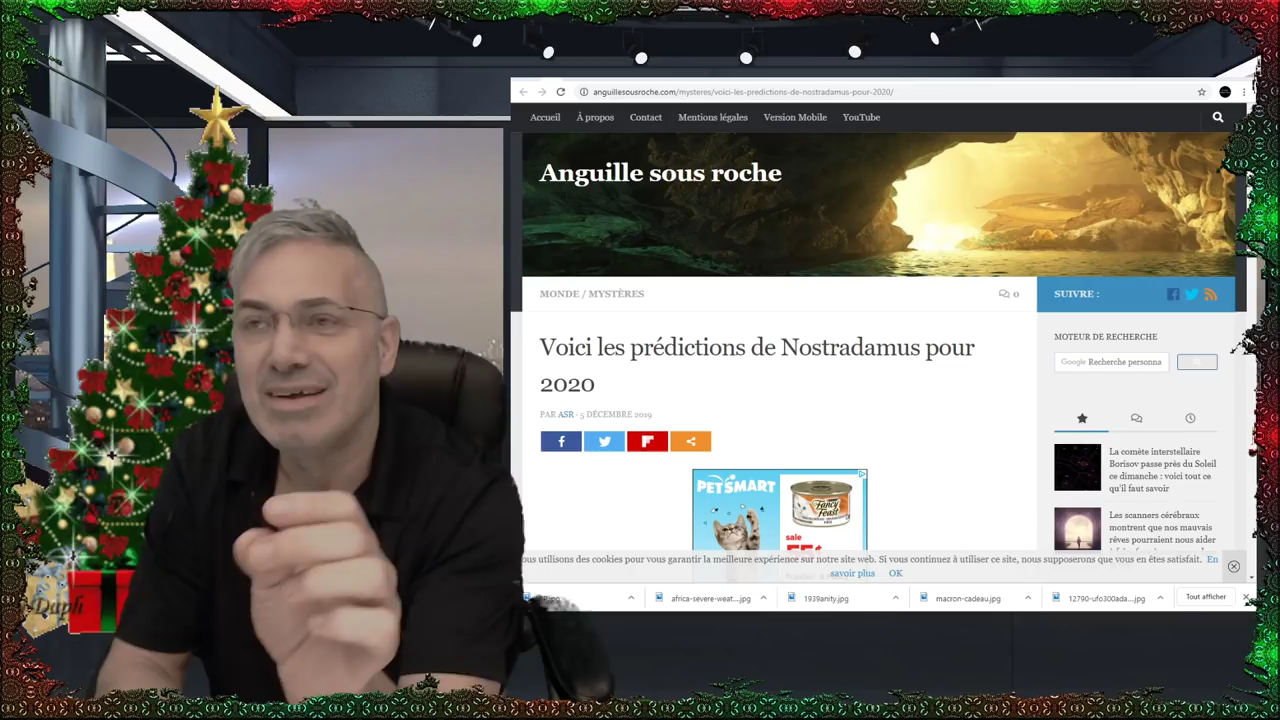 anguillesousroche.com/mysteres/voici-les-predictions-de-nostradamus-pour-2020/
Accueil À propos Contact Mentions légales Version Mobile YouTube
Anguille sous roche
MONDE / MYSTÈRES
0
SUIVRE :
Voici les prédictions de Nostradamus pour
2020
PAR ASR · 5 DÉCEMBRE 2019
MOTEUR DE RECHERCHE
Google Recherche personna
La comète interstellaire
Borisov passe près du Soleil
ce dimanche : voici tout ce
qu'il faut savoir
Les scanners cérébraux
montrent que nos mauvais
rêves pourraient nous aider
PETSMART
Fancy
Feast
sale
55¢
ous utilisons des cookies pour vous garantir la meilleure expérience sur notre site web. Si vous continuez à utiliser ce site, nous supposerons que vous en êtes satisfait. En
savoir plus OK
africa-severe-weat....jpg
1939anity.jpg
macron-cadeau.jpg
12790-ufo300ada....jpg
Tout afficher
Daph